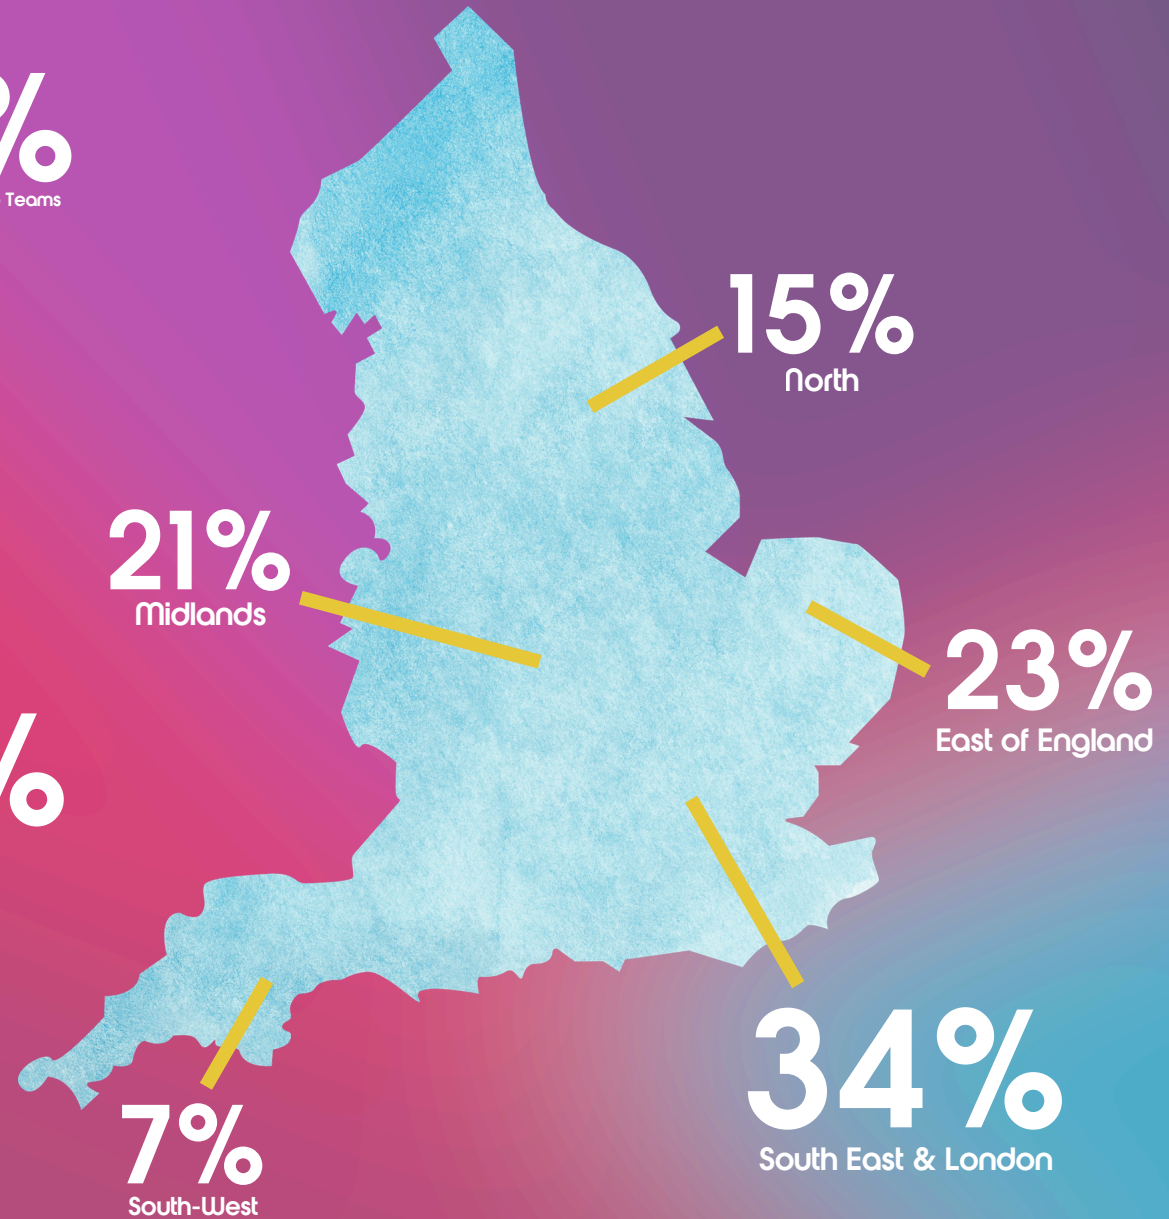 %
Teams
15%
North
21%
Midlands
23%
East of England
%
34%
South East & London
7%
South-West